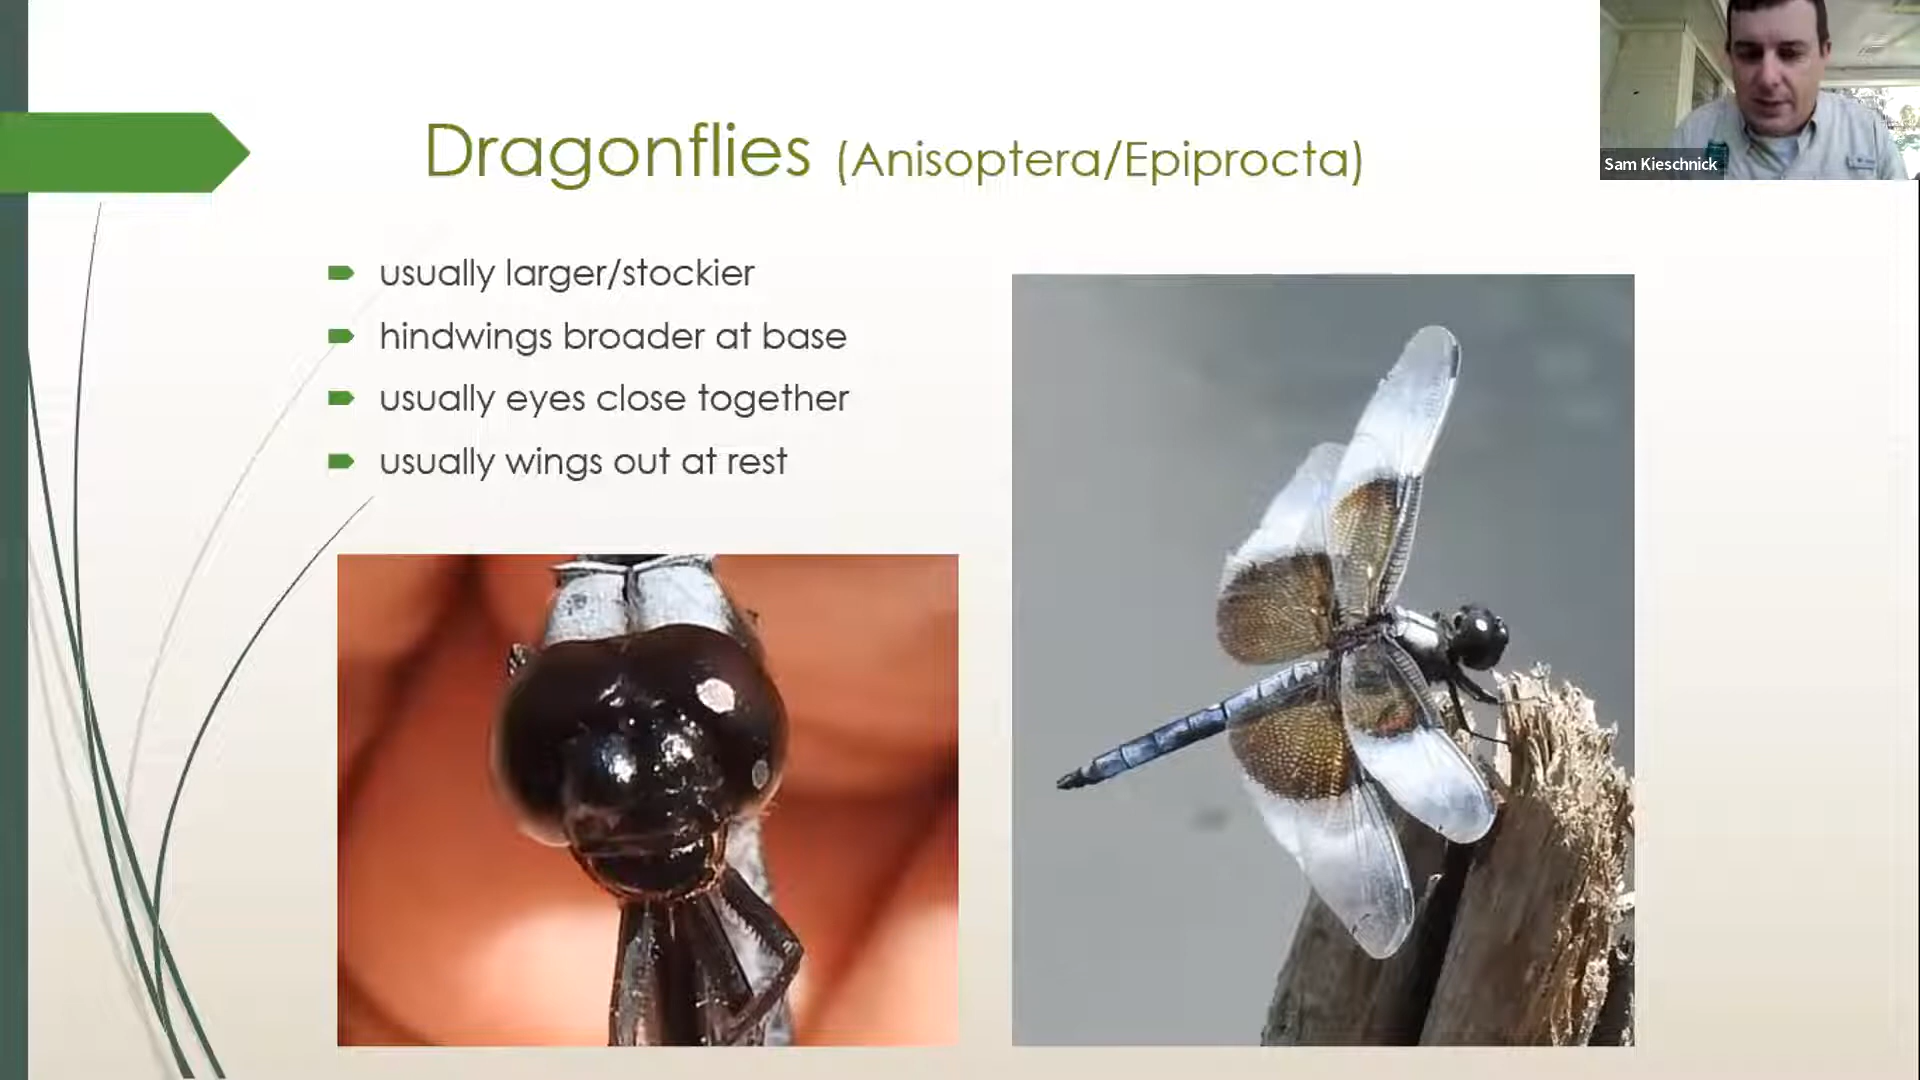 Dragonflies (Anisoptera/Epiprocta)
usually larger/stockier
hindwings broader at base
usually eyes close together
usually wings out at rest
Sam Kieschnick